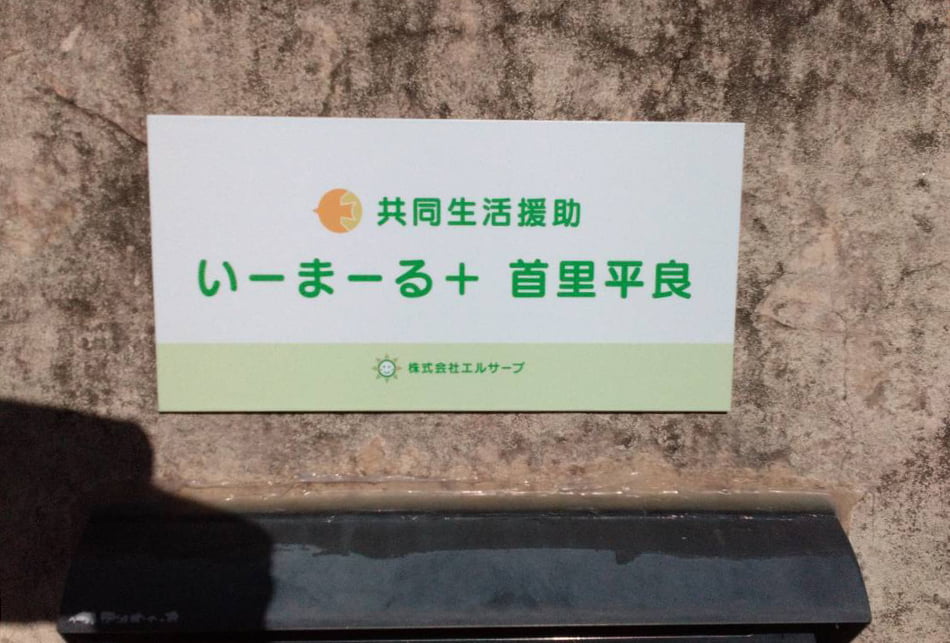 共同生活援助
いーまーる＋ 首里平良
株式会社エルサーブ